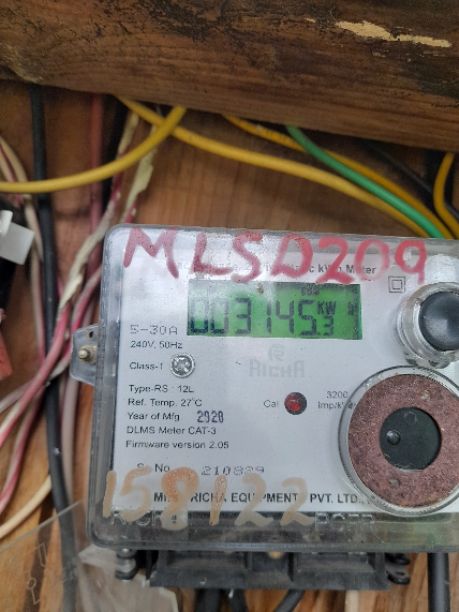 MLSD209
kWh Meter
003145.3 KW
5-30A
240V, 50Hz
RICHA
Class-1
Type-RS : 12L
Ref. Temp. 27°C
Cal
3200
Year of Mfg 2020
DLMS Meter CAT-3
Firmware version 2.05
S. No. 210889
RICHA EQUIPMENT PVT. LTD.,
158122